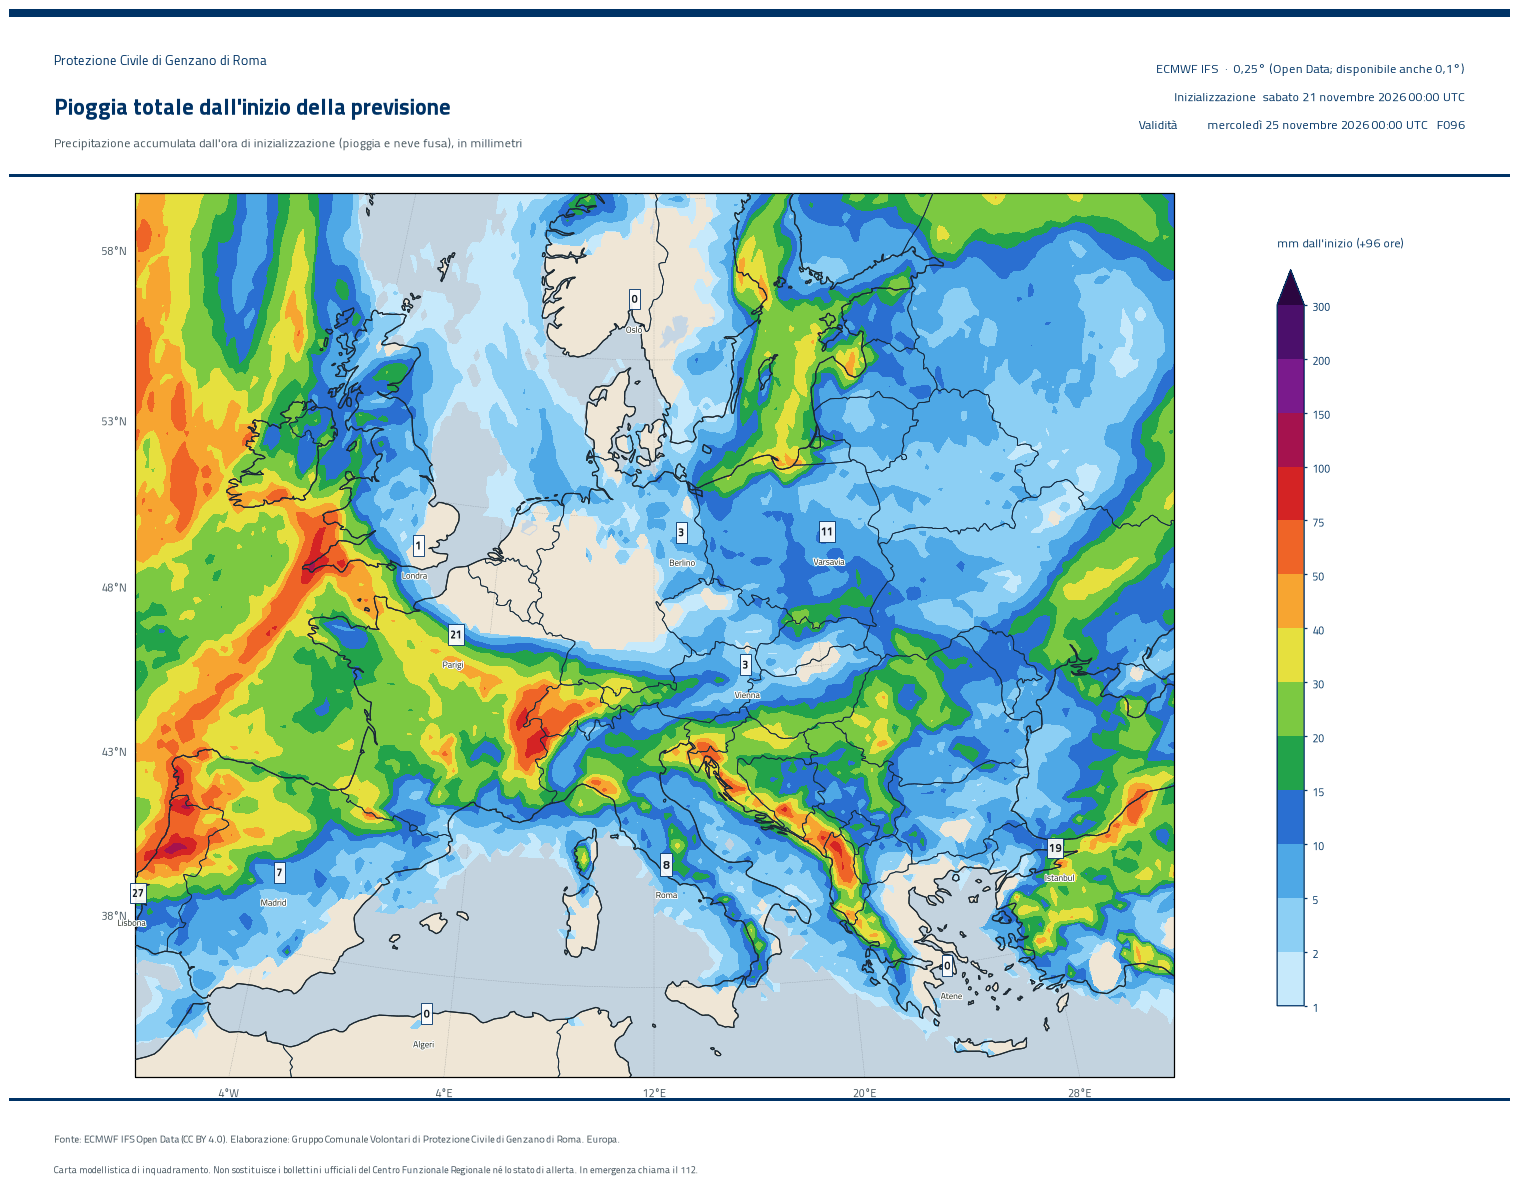 Protezione Civile di Genzano di Roma
Pioggia totale dall'inizio della previsione
Precipitazione accumulata dall'ora di inizializzazione (pioggia e neve fusa), in millimetri
ECMWF IFS · 0,25° (Open Data; disponibile anche 0,1°)
Inizializzazione sabato 21 novembre 2026 00:00 UTC
Validità mercoledì 25 novembre 2026 00:00 UTC F096
mm dall'inizio (+96 ore)
300
200
150
100
75
50
40
30
20
15
10
5
2
1
58°N
53°N
48°N
43°N
38°N
0
Oslo
1
Londra
3
Berlino
11
Varsavia
21
Parigi
3
Vienna
7
Madrid
27
Lisbona
8
Roma
19
Istanbul
0
Atene
0
Algeri
4°W
4°E
12°E
20°E
28°E
Fonte: ECMWF IFS Open Data (CC BY 4.0). Elaborazione: Gruppo Comunale Volontari di Protezione Civile di Genzano di Roma. Europa.
Carta modellistica di inquadramento. Non sostituisce i bollettini ufficiali del Centro Funzionale Regionale né lo stato di allerta. In emergenza chiama il 112.